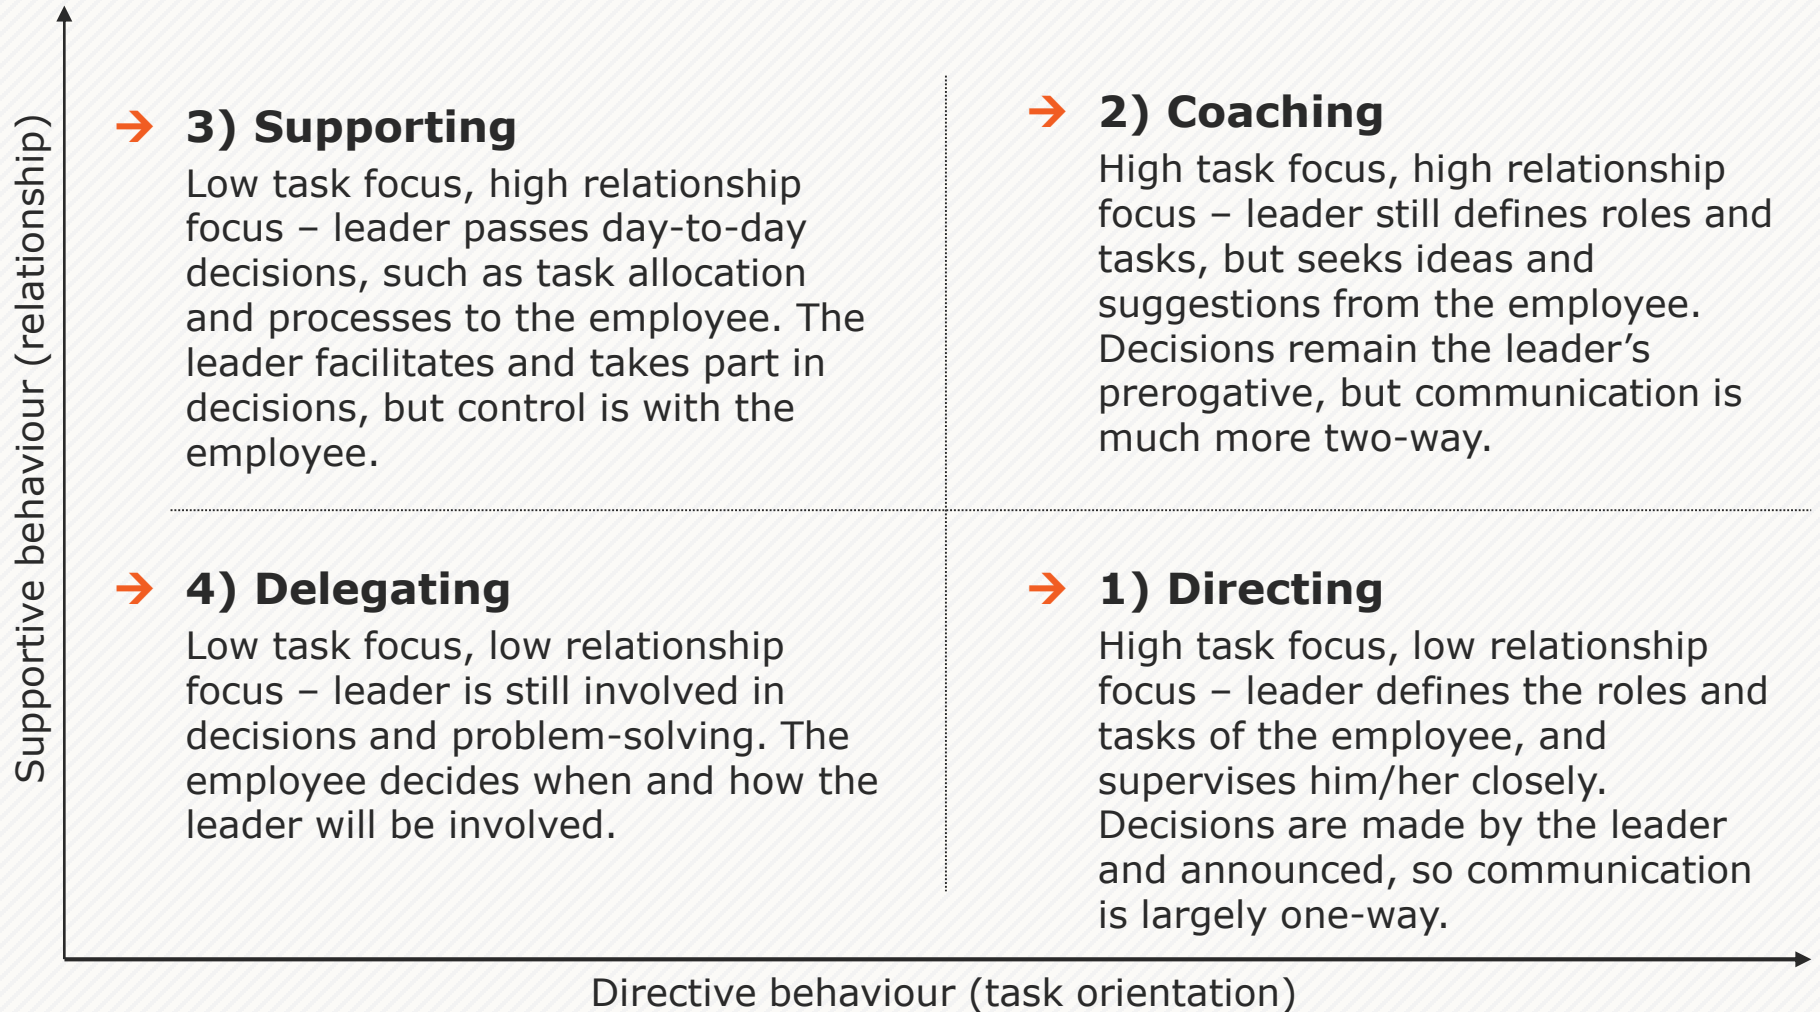 Supportive behaviour (relationship)
3) Supporting
Low task focus, high relationship
focus – leader passes day-to-day
decisions, such as task allocation
and processes to the employee. The
leader facilitates and takes part in
decisions, but control is with the
employee.
2) Coaching
High task focus, high relationship
focus – leader still defines roles and
tasks, but seeks ideas and
suggestions from the employee.
Decisions remain the leader’s
prerogative, but communication is
much more two-way.
4) Delegating
Low task focus, low relationship
focus – leader is still involved in
decisions and problem-solving. The
employee decides when and how the
leader will be involved.
1) Directing
High task focus, low relationship
focus – leader defines the roles and
tasks of the employee, and
supervises him/her closely.
Decisions are made by the leader
and announced, so communication
is largely one-way.
Directive behaviour (task orientation)